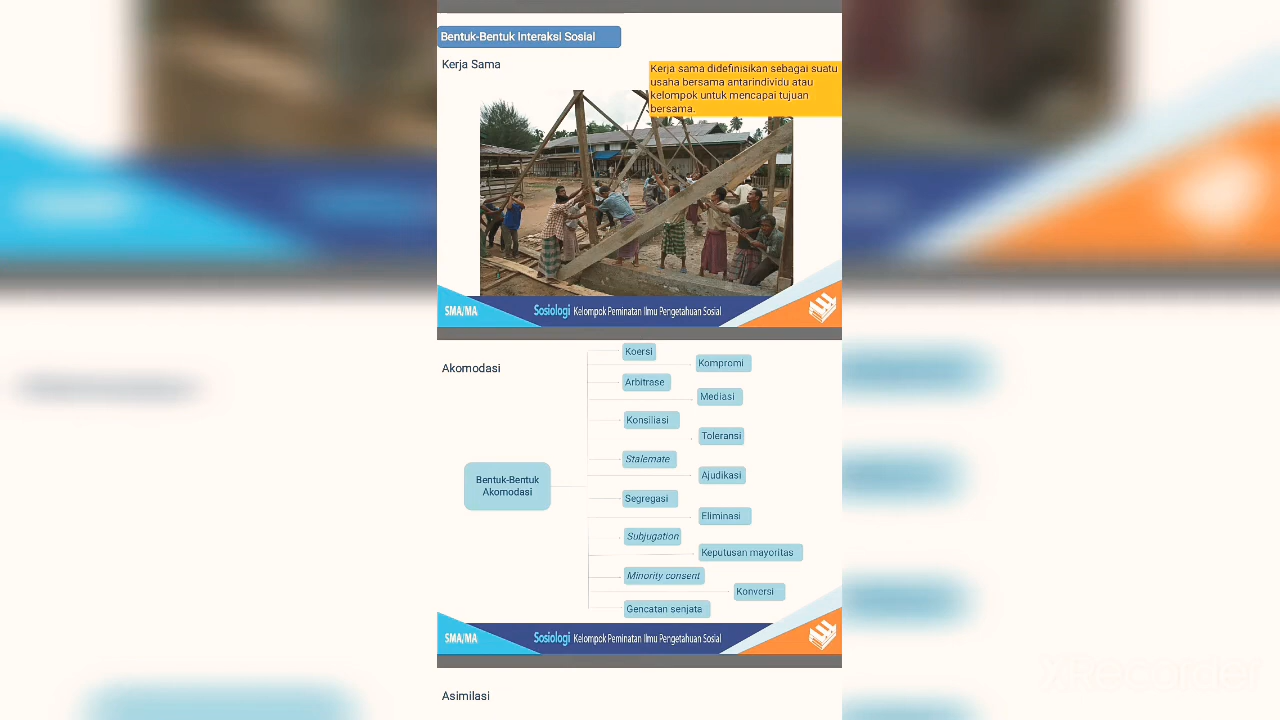 Bentuk-Bentuk Interaksi Sosial
Kerja Sama
Kerja sama didefinisikan sebagai suatu
usaha bersama antarindividu atau
kelompok untuk mencapai tujuan
bersama.
SMA/MA
Sosiologi Kelompok Peminatan Ilmu Pengetahuan Sosial
Akomodasi
Bentuk-Bentuk
Akomodasi
Koersi
Kompromi
Arbitrase
Mediasi
Konsiliasi
Toleransi
Stalemate
Ajudikasi
Segregasi
Eliminasi
Subjugation
Keputusan mayoritas
Minority consent
Konversi
Gencatan senjata
SMA/MA
Sosiologi Kelompok Peminatan Ilmu Pengetahuan Sosial
Asimilasi
XRecorder